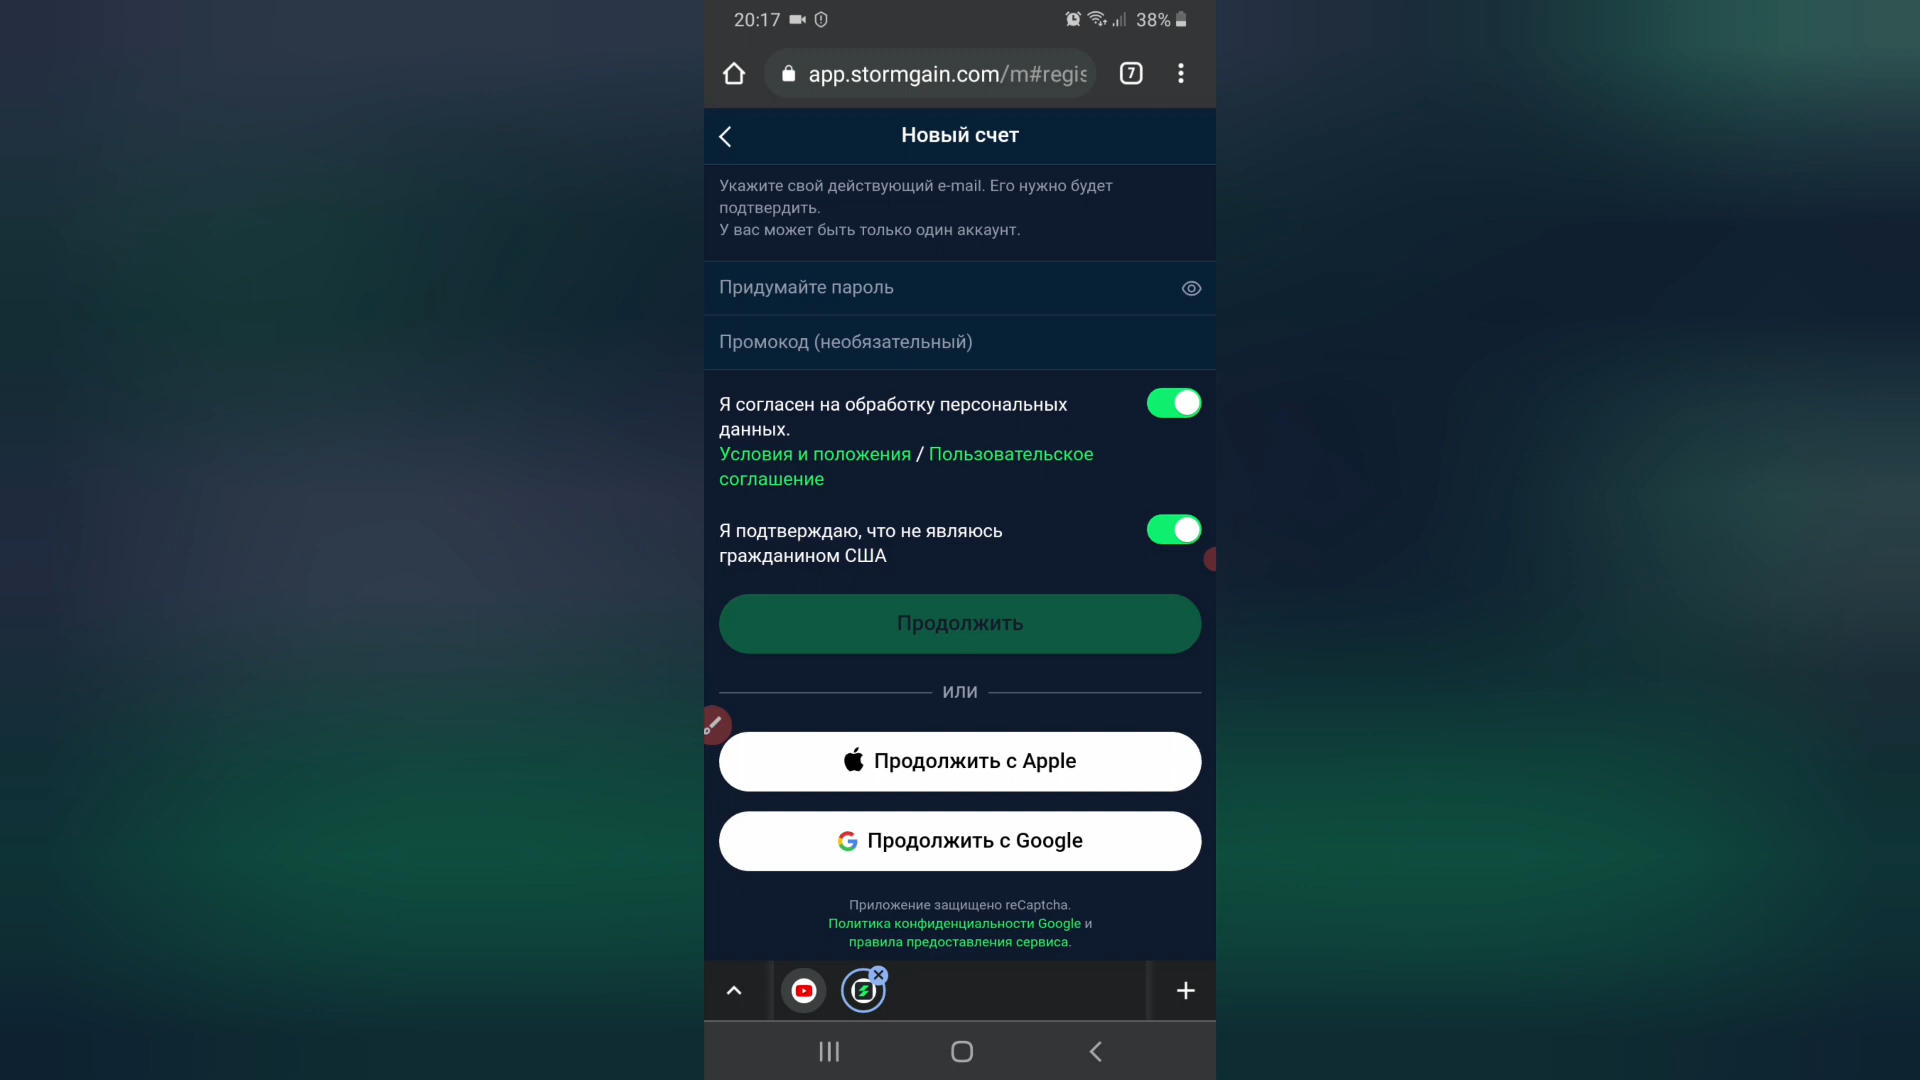 20:17
38%
app.stormgain.com/m#regis
7
Новый счет
Укажите свой действующий e-mail. Его нужно будет
подтвердить.
У вас может быть только один аккаунт.
Придумайте пароль
Промокод (необязательный)
Я согласен на обработку персональных
данных.
Условия и положения / Пользовательское
соглашение
Я подтверждаю, что не являюсь
гражданином США
Продолжить
или
Продолжить с Apple
Продолжить с Google
Приложение защищено reCaptcha.
Политика конфиденциальности Google и
правила предоставления сервиса.